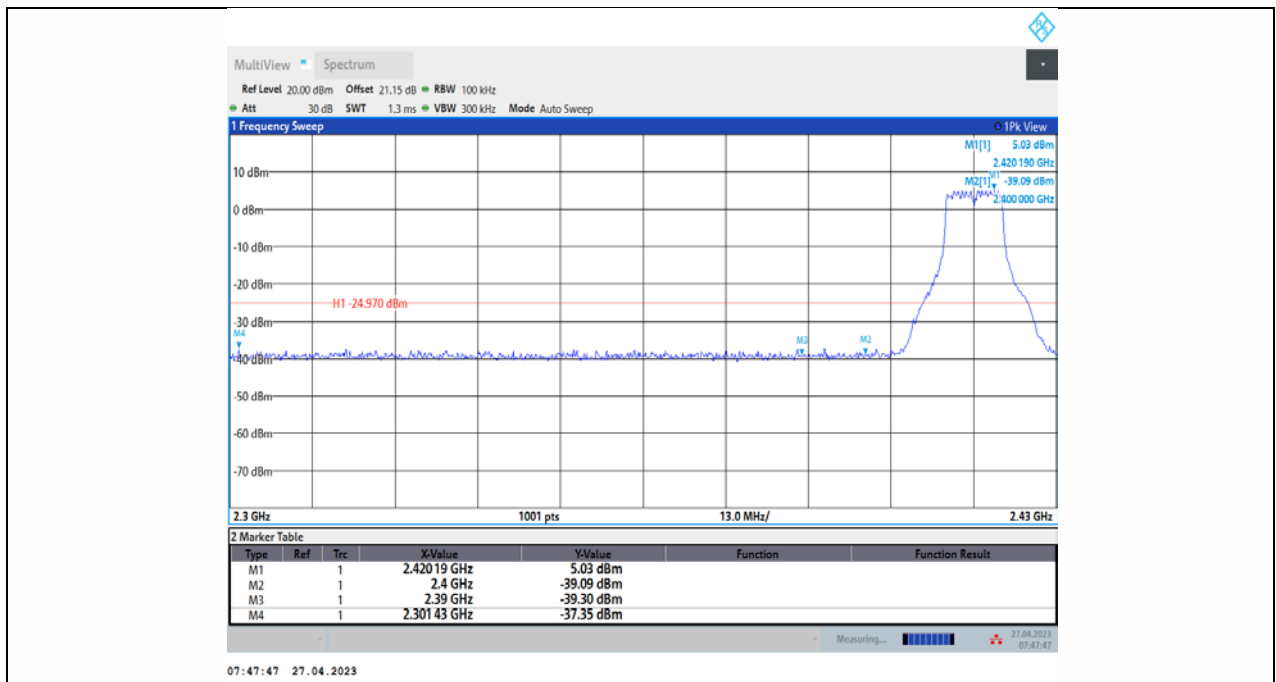 R&S
MultiView Spectrum
Ref Level 20.00 dBm Offset 21.15 dB RBW 100 kHz
Att 30 dB SWT 1.3 ms VBW 300 kHz Mode Auto Sweep
1 Frequency Sweep 1Pk View
M1[1] 5.03 dBm
2.420 190 GHz
10 dBm
M1
M2[1] -39.09 dBm
2.400 000 GHz
0 dBm
-10 dBm
-20 dBm
H1 -24.970 dBm
-30 dBm
M4
M3 M2
-40 dBm
-50 dBm
-60 dBm
-70 dBm
2.3 GHz 1001 pts 13.0 MHz/ 2.43 GHz
2 Marker Table
Type Ref Trc X-Value Y-Value Function Function Result
M1 1 2.42019 GHz 5.03 dBm
M2 1 2.4 GHz -39.09 dBm
M3 1 2.39 GHz -39.30 dBm
M4 1 2.30143 GHz -37.35 dBm
Measuring... 27.04.2023
07:47:47
07:47:47 27.04.2023